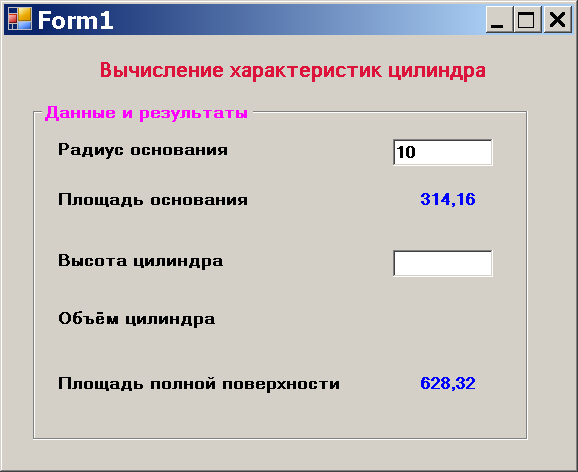 Form1
Вычисление характеристик цилиндра
Данные и результаты
Радиус основания 10
Площадь основания 314,16
Высота цилиндра
Объём цилиндра
Площадь полной поверхности 628,32